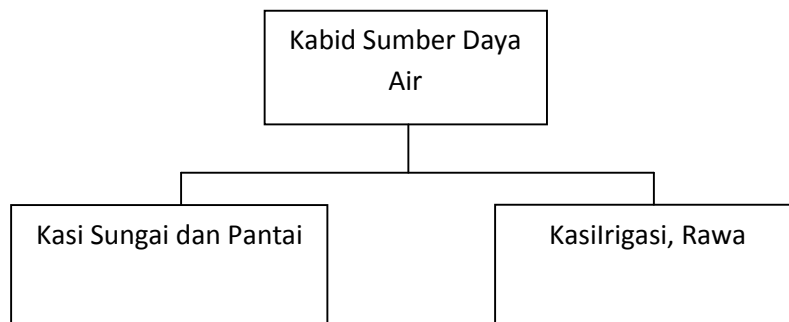 Kabid Sumber Daya
Air
Kasi Sungai dan Pantai
KasiIrigasi, Rawa